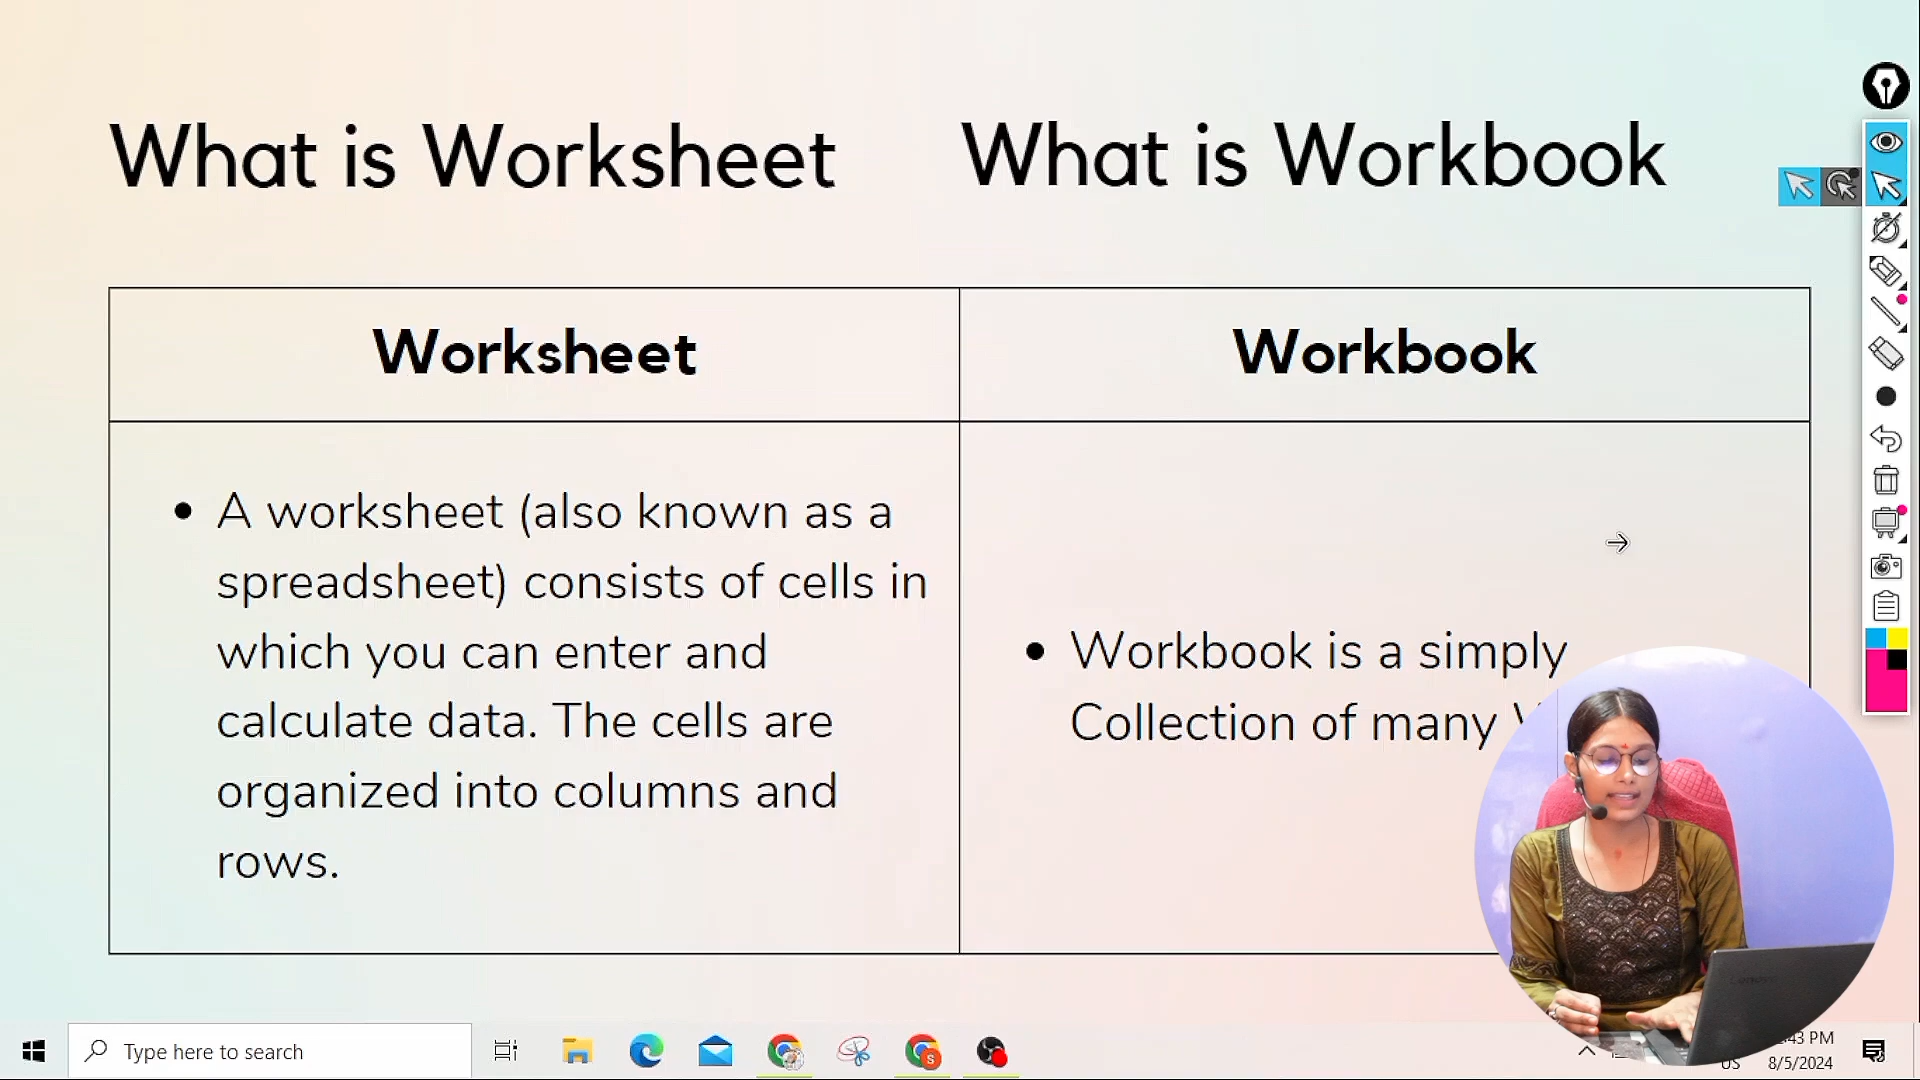 What is Worksheet
What is Workbook
Worksheet
Workbook
• A worksheet (also known as a
spreadsheet) consists of cells in
which you can enter and
calculate data. The cells are
organized into columns and
rows.
• Workbook is a simply
Collection of many
Type here to search
S
:43 PM
US
8/5/2024